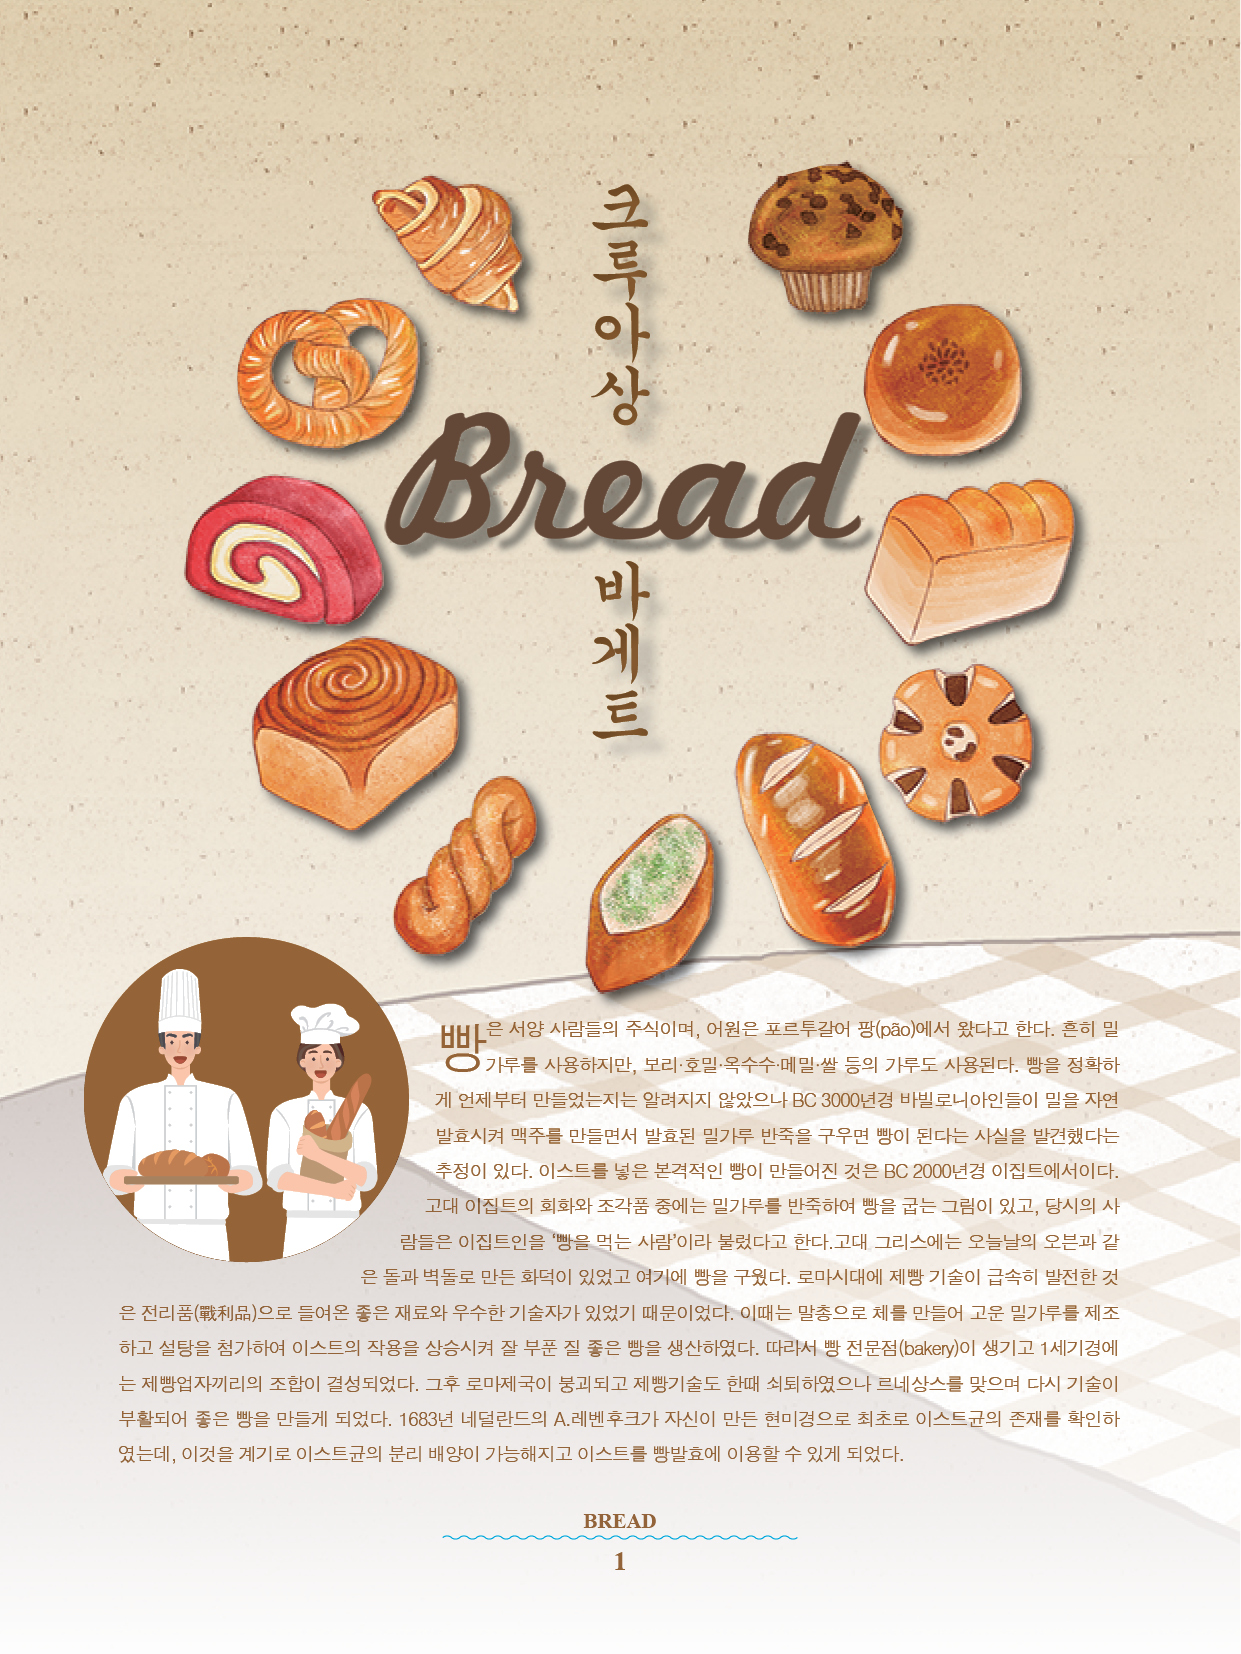 크루아상
Bread
바게트
빵은 서양 사람들의 주식이며, 어원은 포르투갈어 팡(pão)에서 왔다고 한다. 흔히 밀
가루를 사용하지만, 보리·호밀·옥수수·메밀·쌀 등의 가루도 사용된다. 빵을 정확하
게 언제부터 만들었는지는 알려지지 않았으나 BC 3000년경 바빌로니아인들이 밀을 자연
발효시켜 맥주를 만들면서 발효된 밀가루 반죽을 구우면 빵이 된다는 사실을 발견했다는
추정이 있다. 이스트를 넣은 본격적인 빵이 만들어진 것은 BC 2000년경 이집트에서이다.
고대 이집트의 회화와 조각품 중에는 밀가루를 반죽하여 빵을 굽는 그림이 있고, 당시의 사
람들은 이집트인을 ‘빵을 먹는 사람’이라 불렀다고 한다.고대 그리스에는 오늘날의 오븐과 같
은 돌과 벽돌로 만든 화덕이 있었고 여기에 빵을 구웠다. 로마시대에 제빵 기술이 급속히 발전한 것
은 전리품(戰利品)으로 들여온 좋은 재료와 우수한 기술자가 있었기 때문이었다. 이때는 말총으로 체를 만들어 고운 밀가루를 제조
하고 설탕을 첨가하여 이스트의 작용을 상승시켜 잘 부푼 질 좋은 빵을 생산하였다. 따라서 빵 전문점(bakery)이 생기고 1세기경에
는 제빵업자끼리의 조합이 결성되었다. 그후 로마제국이 붕괴되고 제빵기술도 한때 쇠퇴하였으나 르네상스를 맞으며 다시 기술이
부활되어 좋은 빵을 만들게 되었다. 1683년 네덜란드의 A.레벤후크가 자신이 만든 현미경으로 최초로 이스트균의 존재를 확인하
였는데, 이것을 계기로 이스트균의 분리 배양이 가능해지고 이스트를 빵발효에 이용할 수 있게 되었다.
BREAD
1